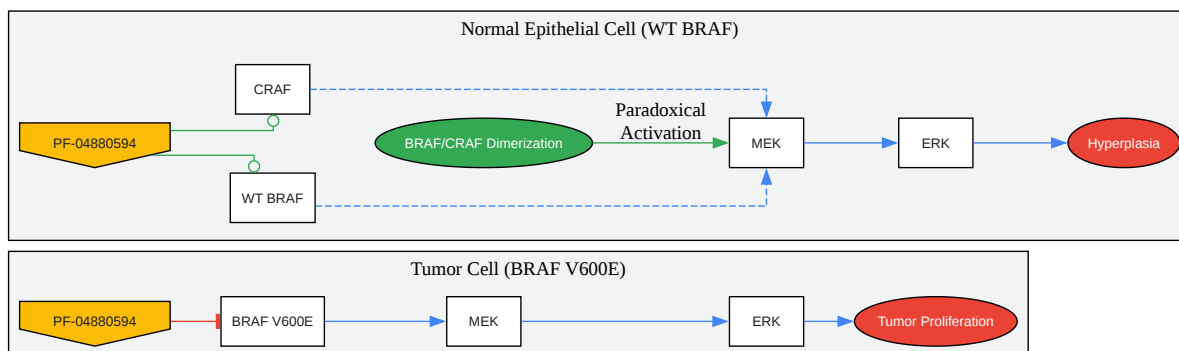 Normal Epithelial Cell (WT BRAF)
CRAF
PF-04880594
WT BRAF
BRAF/CRAF Dimerization
Paradoxical
Activation
MEK
ERK
Hyperplasia
Tumor Cell (BRAF V600E)
PF-04880594
BRAF V600E
MEK
ERK
Tumor Proliferation